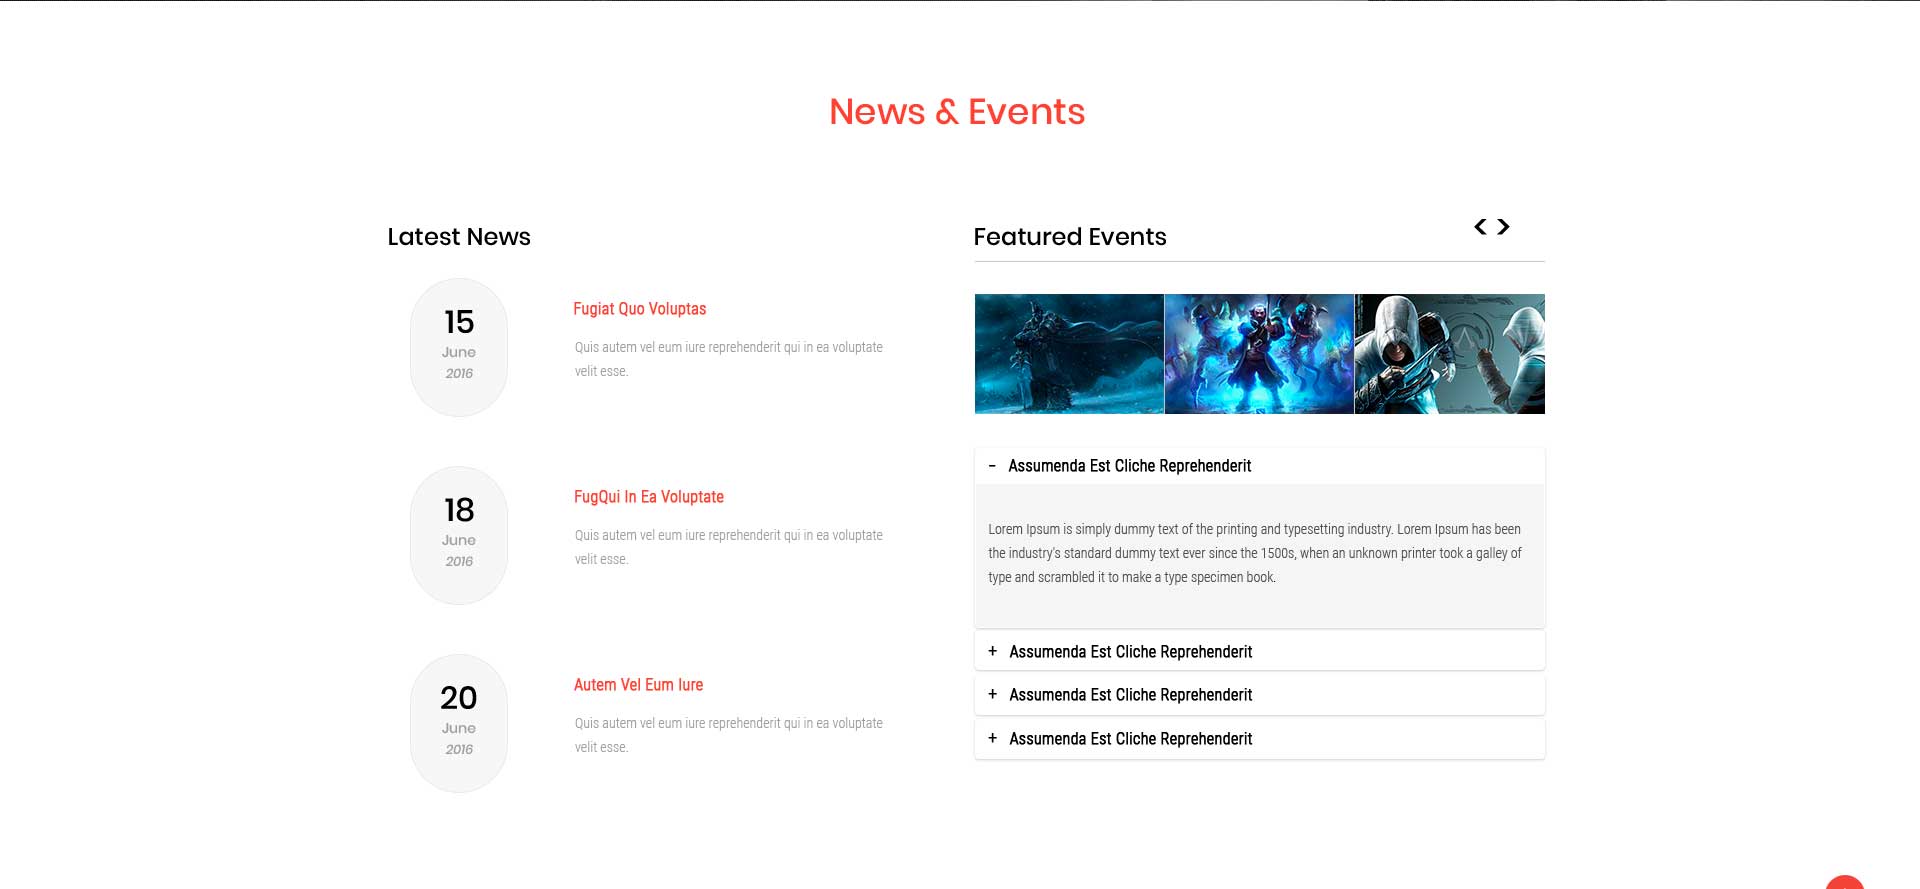 News & Events
Latest News
15
June
2016
Fugiat Quo Voluptas
Quis autem vel eum iure reprehenderit qui in ea voluptate
velit esse.
18
June
2016
FugQui In Ea Voluptate
Quis autem vel eum iure reprehenderit qui in ea voluptate
velit esse.
20
June
2016
Autem Vel Eum Iure
Quis autem vel eum iure reprehenderit qui in ea voluptate
velit esse.
Featured Events
- Assumenda Est Cliche Reprehenderit
Lorem Ipsum is simply dummy text of the printing and typesetting industry. Lorem Ipsum has been
the industry's standard dummy text ever since the 1500s, when an unknown printer took a galley of
type and scrambled it to make a type specimen book.
+ Assumenda Est Cliche Reprehenderit
+ Assumenda Est Cliche Reprehenderit
+ Assumenda Est Cliche Reprehenderit